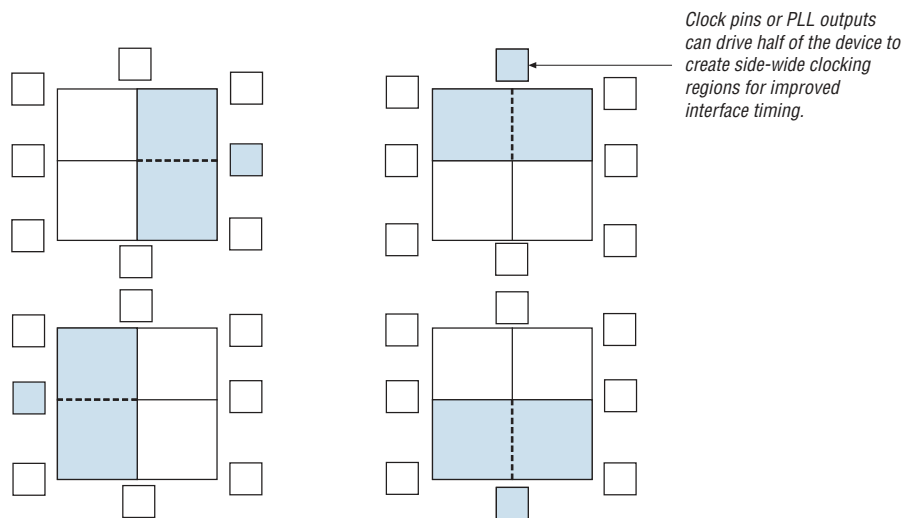 Clock pins or PLL outputs
can drive half of the device to
create side-wide clocking
regions for improved
interface timing.